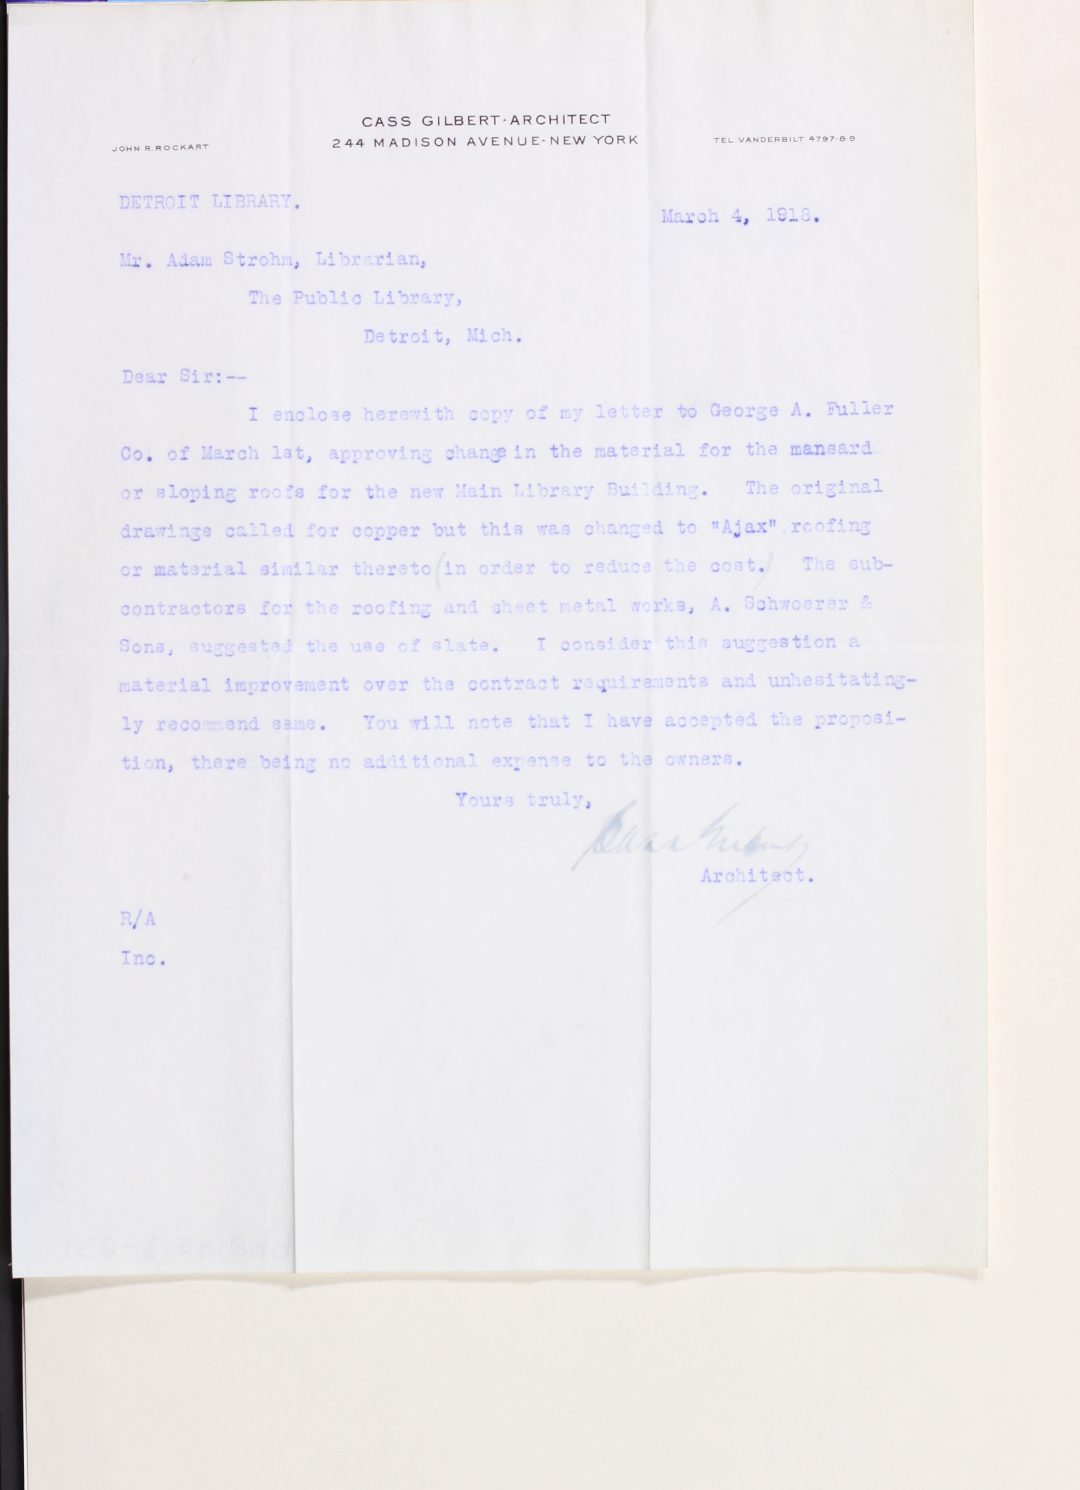 CASS GILBERT-ARCHITECT
244 MADISON AVENUE-NEW YORK
JOHN R. ROCKART
TEL. VANDERBILT 4797-8-9
DETROIT LIBRARY.
March 4, 1918.
Mr. Adam Strohm, Librarian,
The Public Library,
Detroit, Mich.
Dear Sir:--
I enclose herewith copy of my letter to George A. Fuller
Co. of March 1st, approving change in the material for the mansard
or sloping roofs for the new Main Library Building. The original
drawings called for copper but this was changed to "Ajax" roofing
or material similar thereto (in order to reduce the cost.) The sub-
contractors for the roofing and sheet metal works, A. Schwoerer &
Sons, suggested the use of slate. I consider this suggestion a
material improvement over the contract requirements and unhesitating-
ly recommend same. You will note that I have accepted the proposi-
tion, there being no additional expense to the owners.
Yours truly,
Cass Gilbert
Architect.
R/A
Inc.